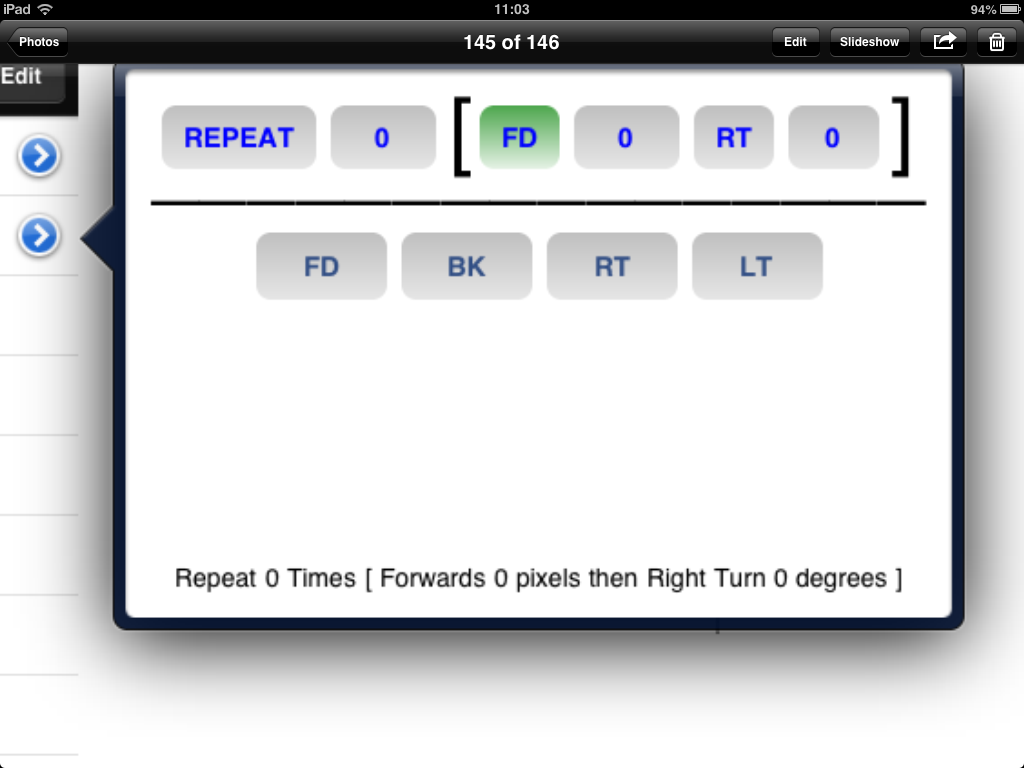 iPad 11:03 94%
Photos 145 of 146 Edit Slideshow
Edit
REPEAT 0 [ FD 0 RT 0 ]
FD BK RT LT
Repeat 0 Times [ Forwards 0 pixels then Right Turn 0 degrees ]